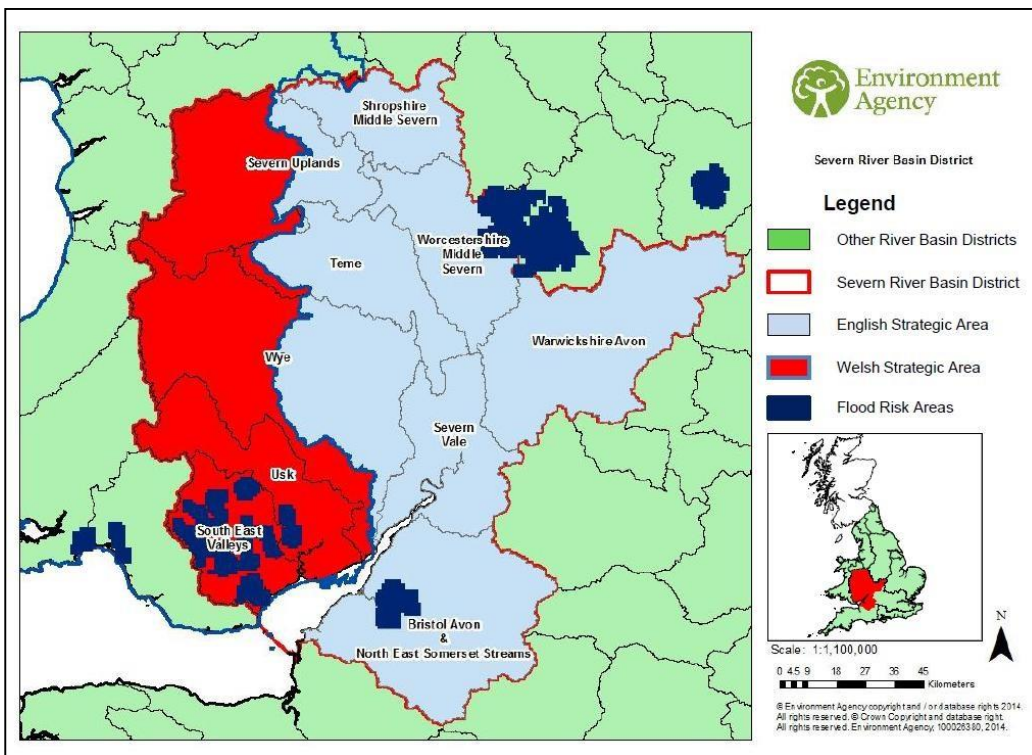 Shropshire
Middle Severn
Severn Uplands
Teme
Worcestershire
Middle
Severn
Wye
Warwickshire Avon
Severn
Vale
Usk
South East
Valleys
Bristol Avon
&
North East Somerset Streams
Environment
Agency
Severn River Basin District
Legend
Other River Basin Districts
Severn River Basin District
English Strategic Area
Welsh Strategic Area
Flood Risk Areas
N
Scale: 1:1,100,000
0 4.5 9 18 27 36 45
Kilometers
© Environment Agency copyright and / or database rights 2014.
All rights reserved. © Crown Copyright and database right.
All rights reserved. Environment Agency, 100026380, 2014.